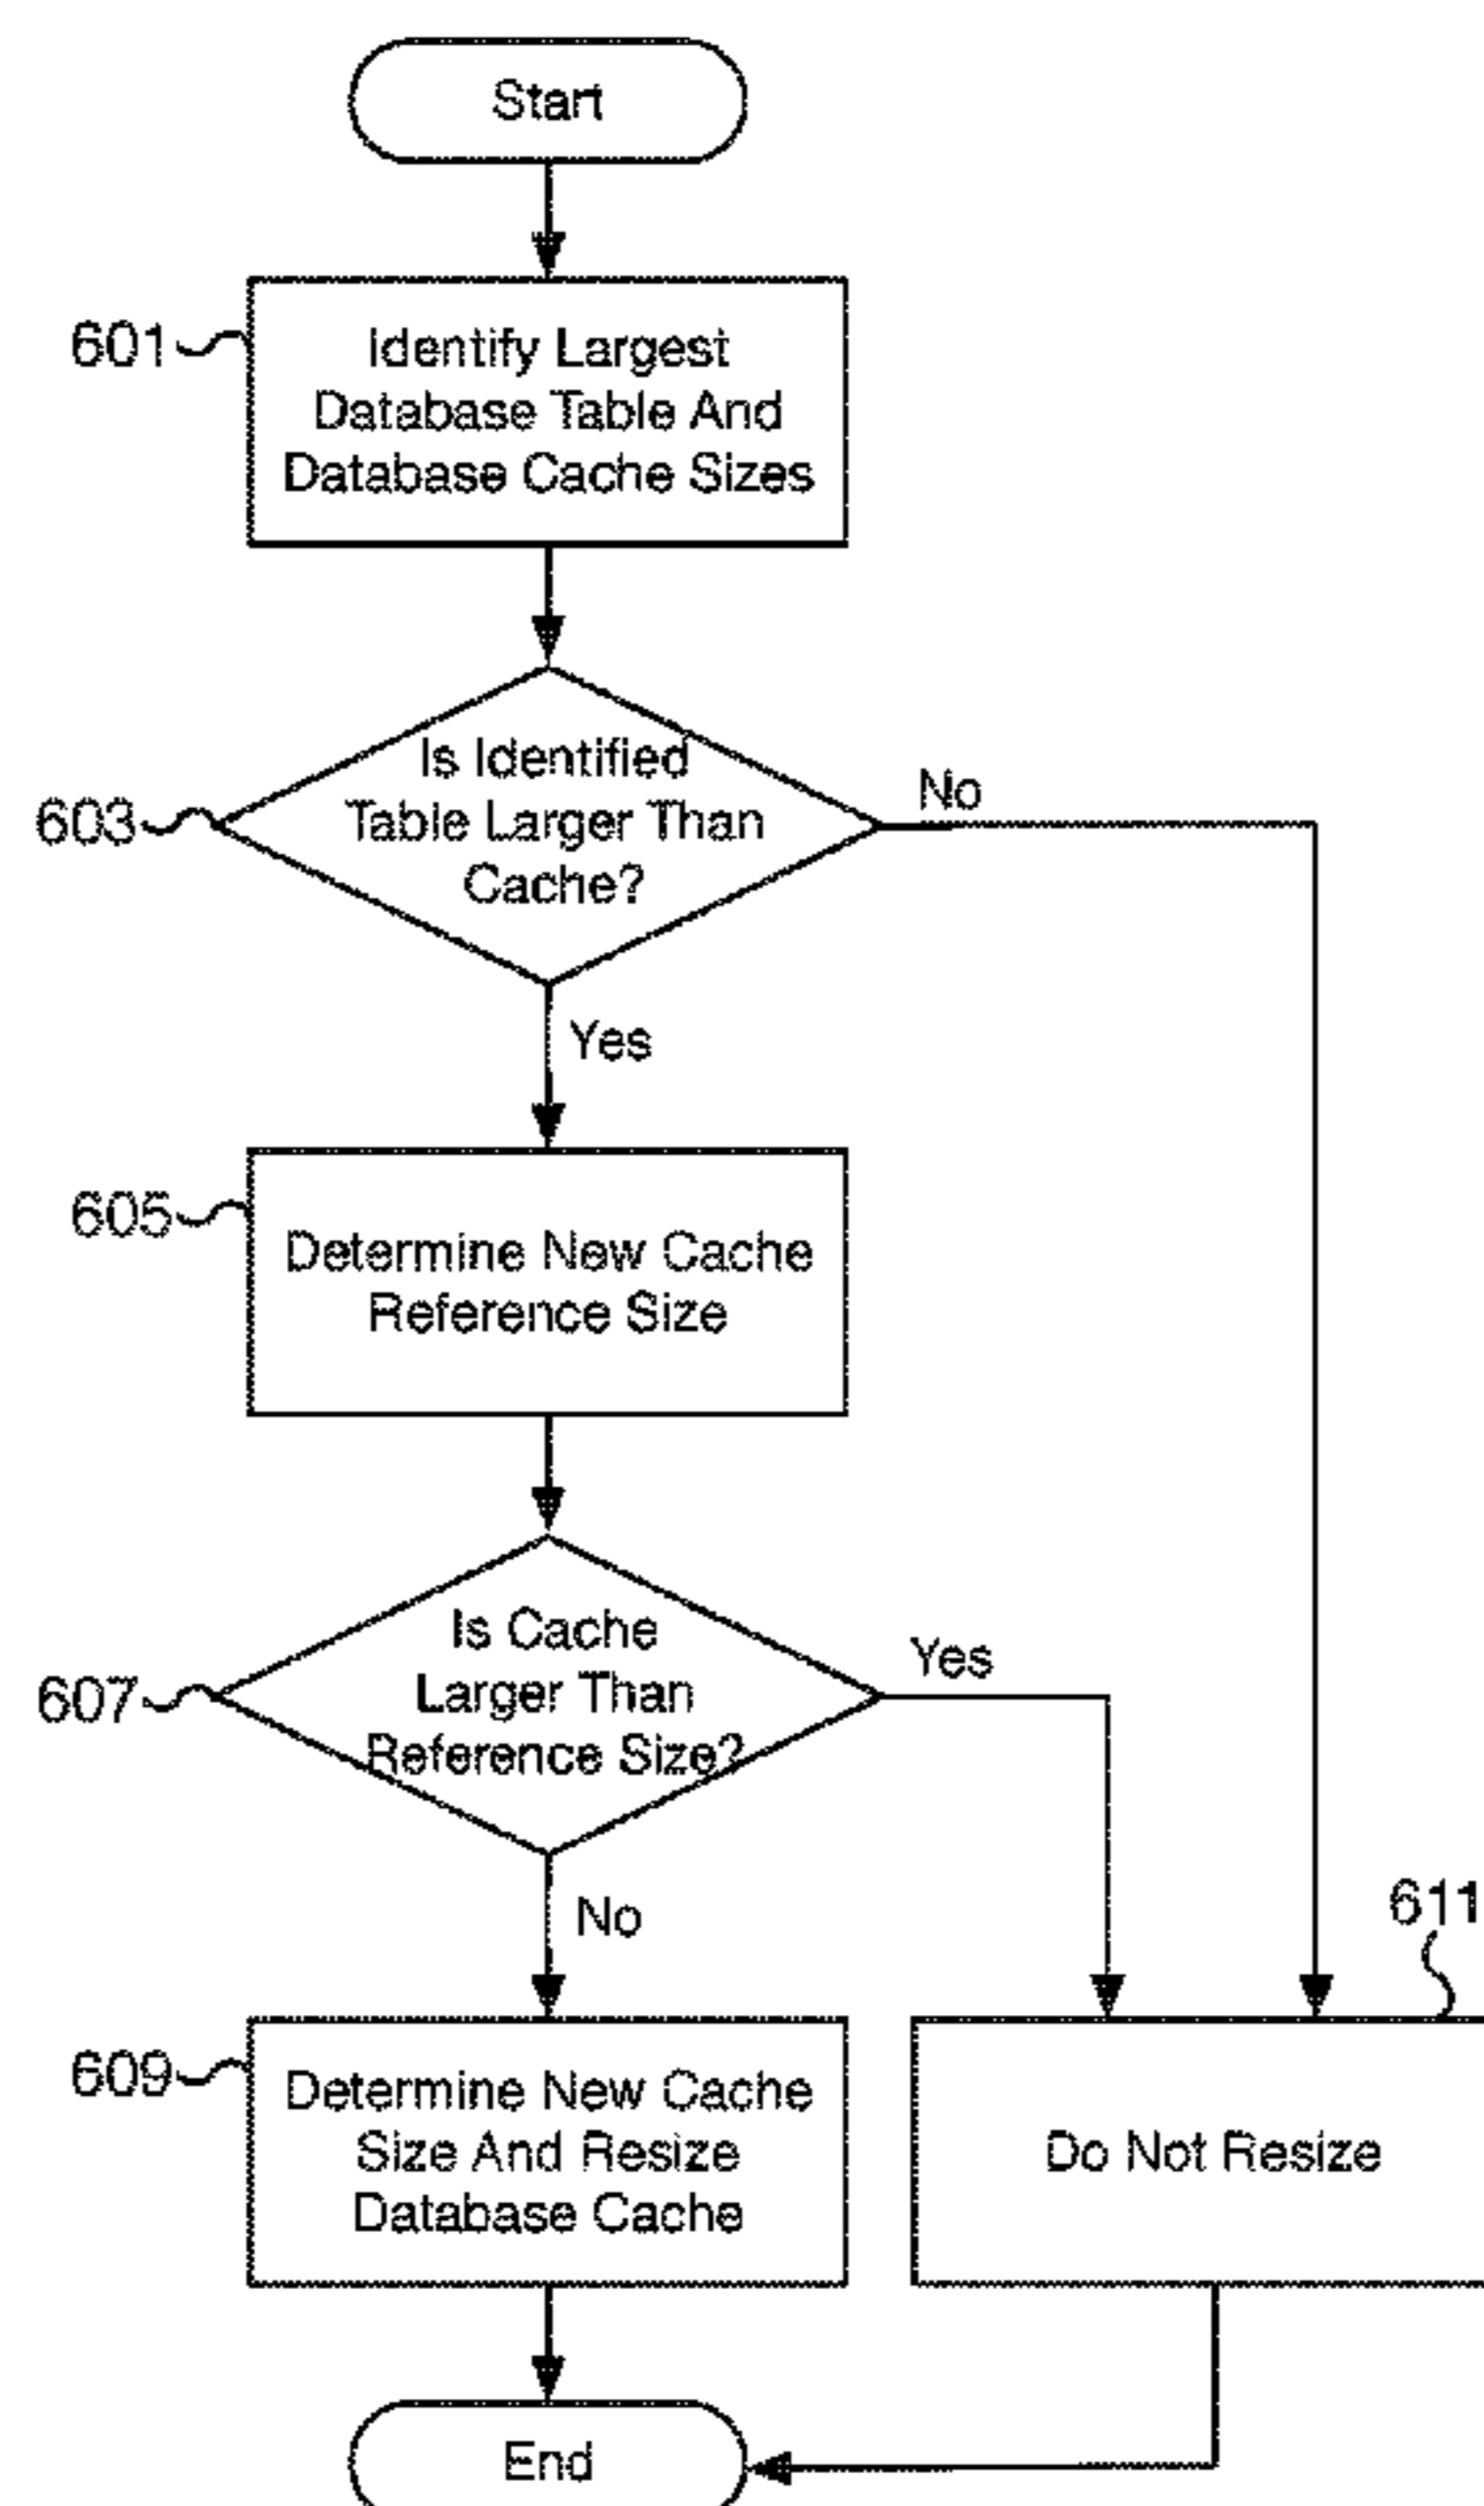 Start
601
Identify Largest
Database Table And
Database Cache Sizes
603
Is Identified
Table Larger Than
Cache?
No
Yes
605
Determine New Cache
Reference Size
607
Is Cache
Larger Than
Reference Size?
Yes
No
611
609
Determine New Cache
Size And Resize
Database Cache
Do Not Resize
End